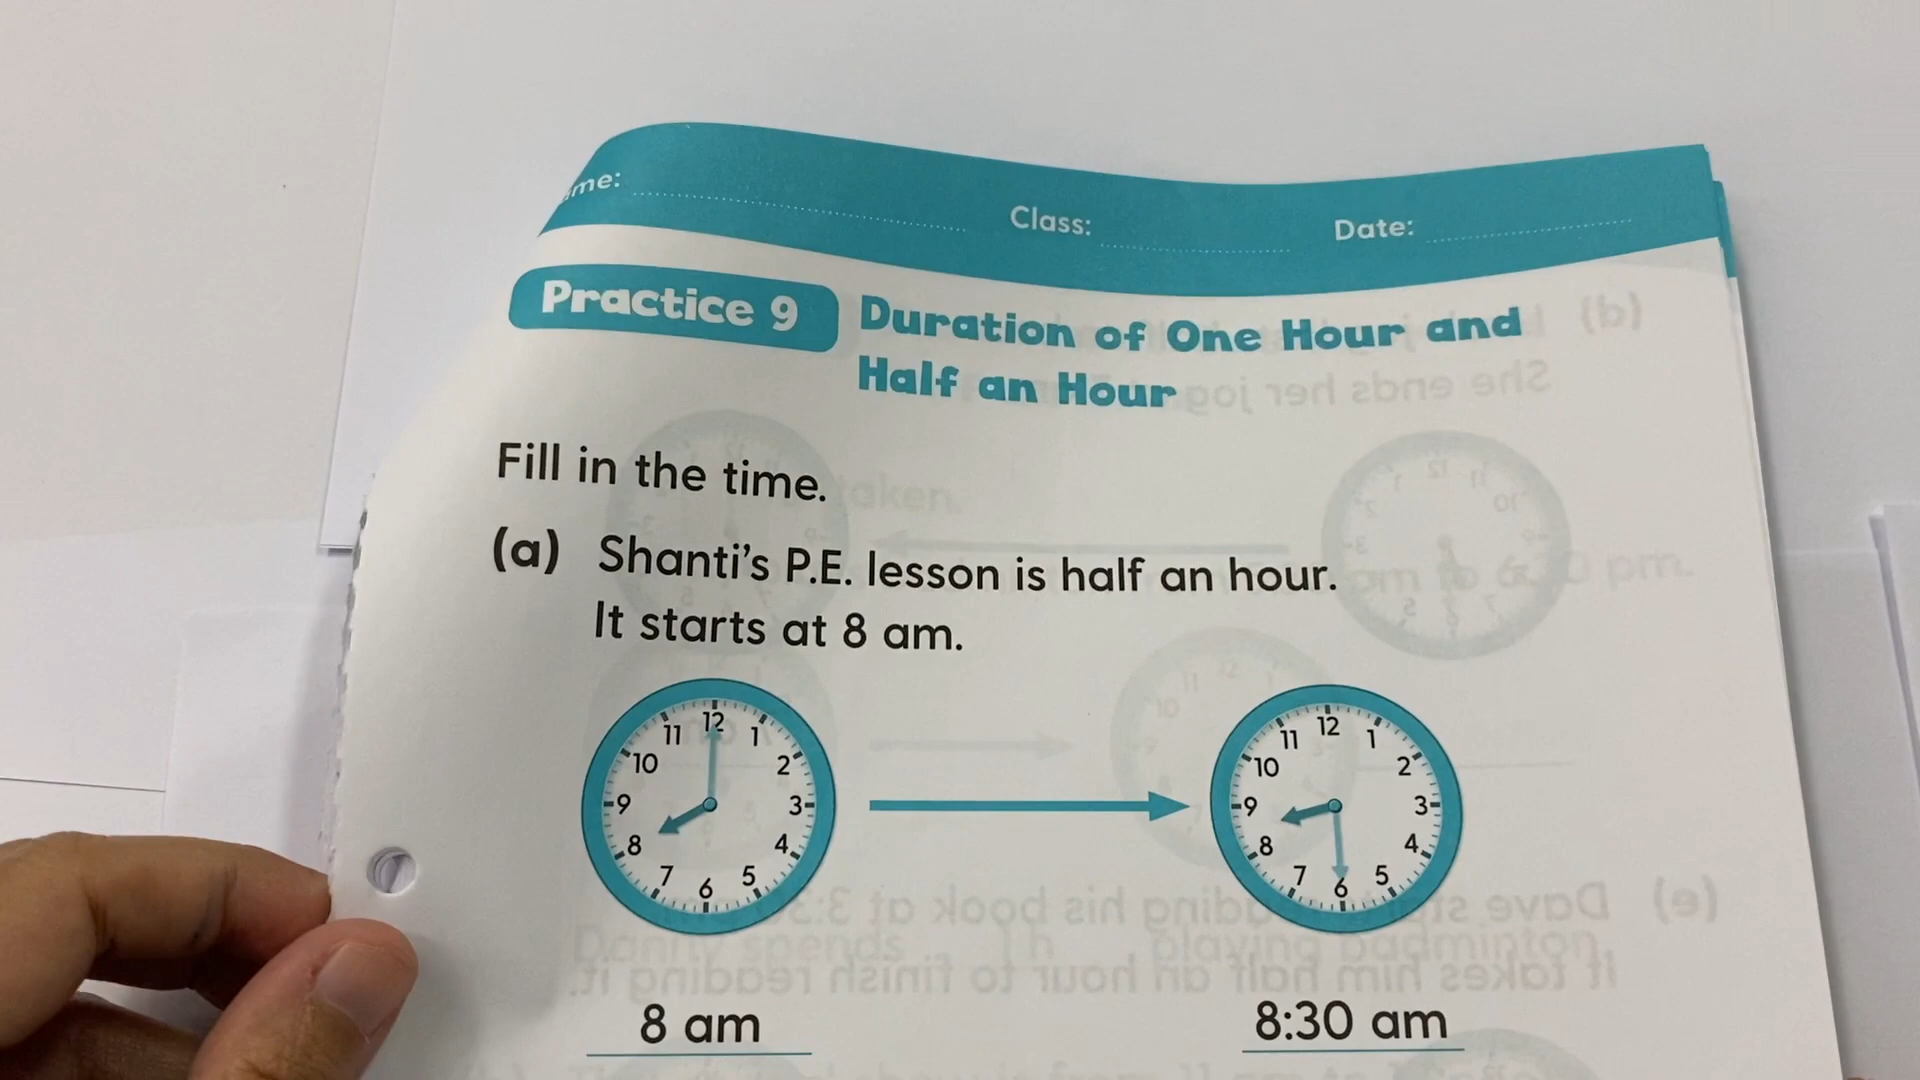 me:
Class:
Date:
Practice 9
Duration of One Hour and
Half an Hour
Fill in the time.
(a) Shanti's P.E. lesson is half an hour.
It starts at 8 am.
12 1 2 3 4 5 6 7 8 9 10 11
12 1 2 3 4 5 6 7 8 9 10 11
8 am
8:30 am